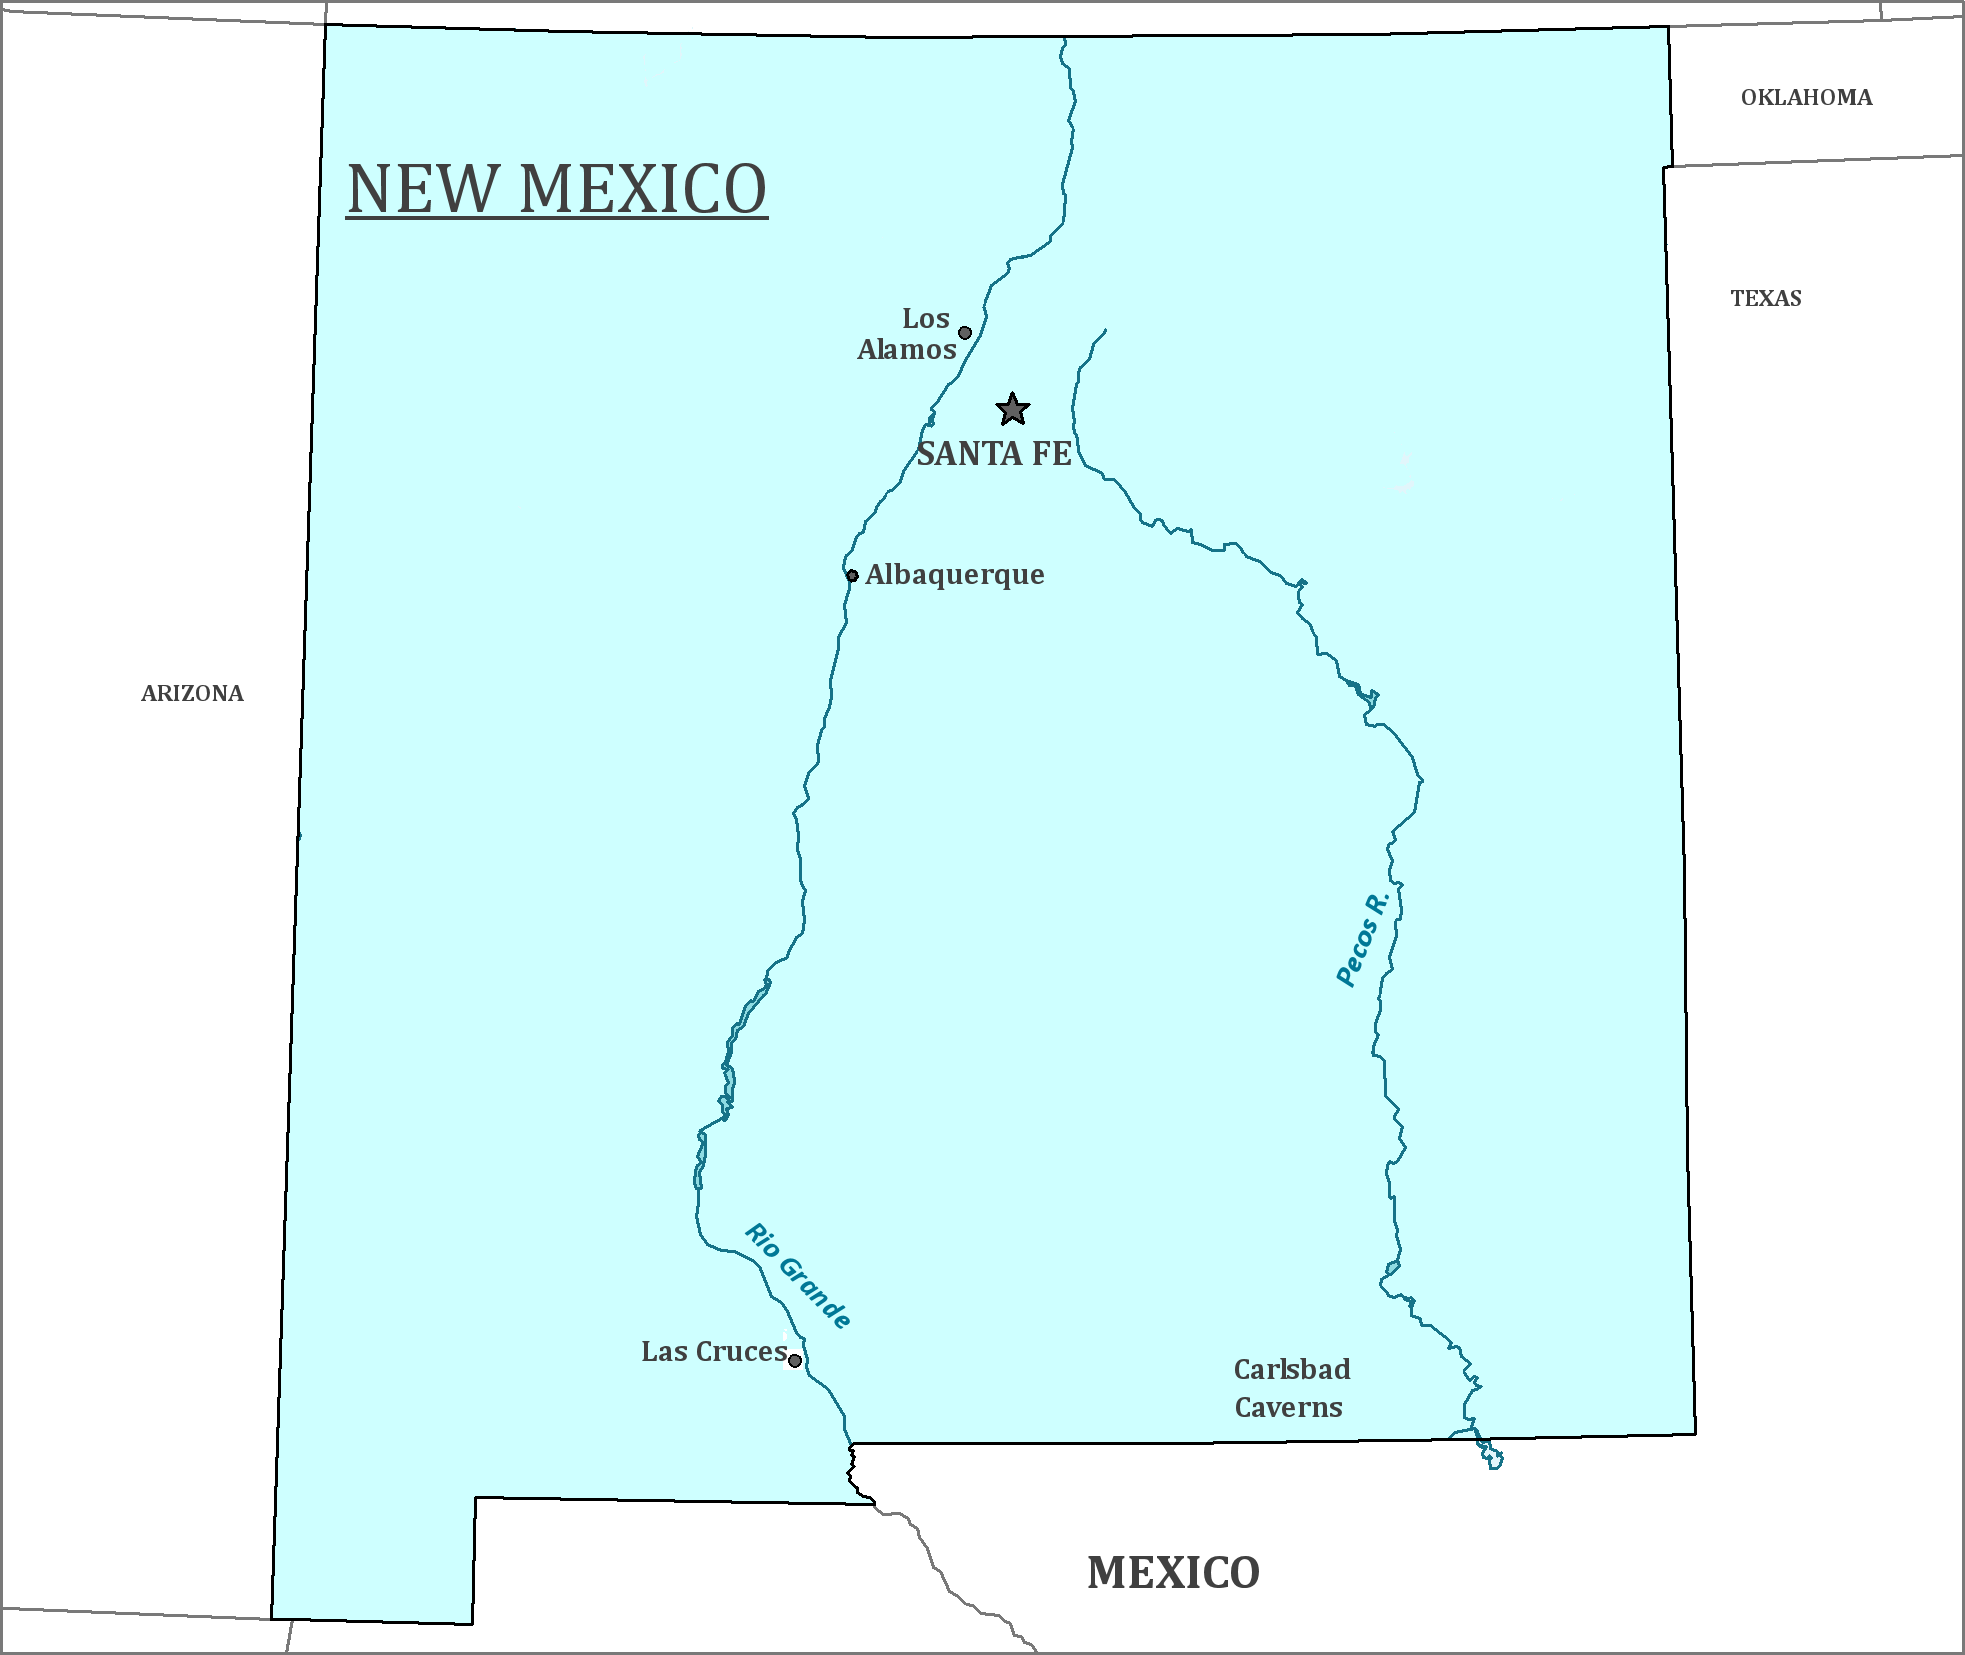 OKLAHOMA
NEW MEXICO
TEXAS
Los
Alamos
SANTA FE
Albaquerque
ARIZONA
Pecos R.
Rio Grande
Las Cruces
Carlsbad
Caverns
MEXICO